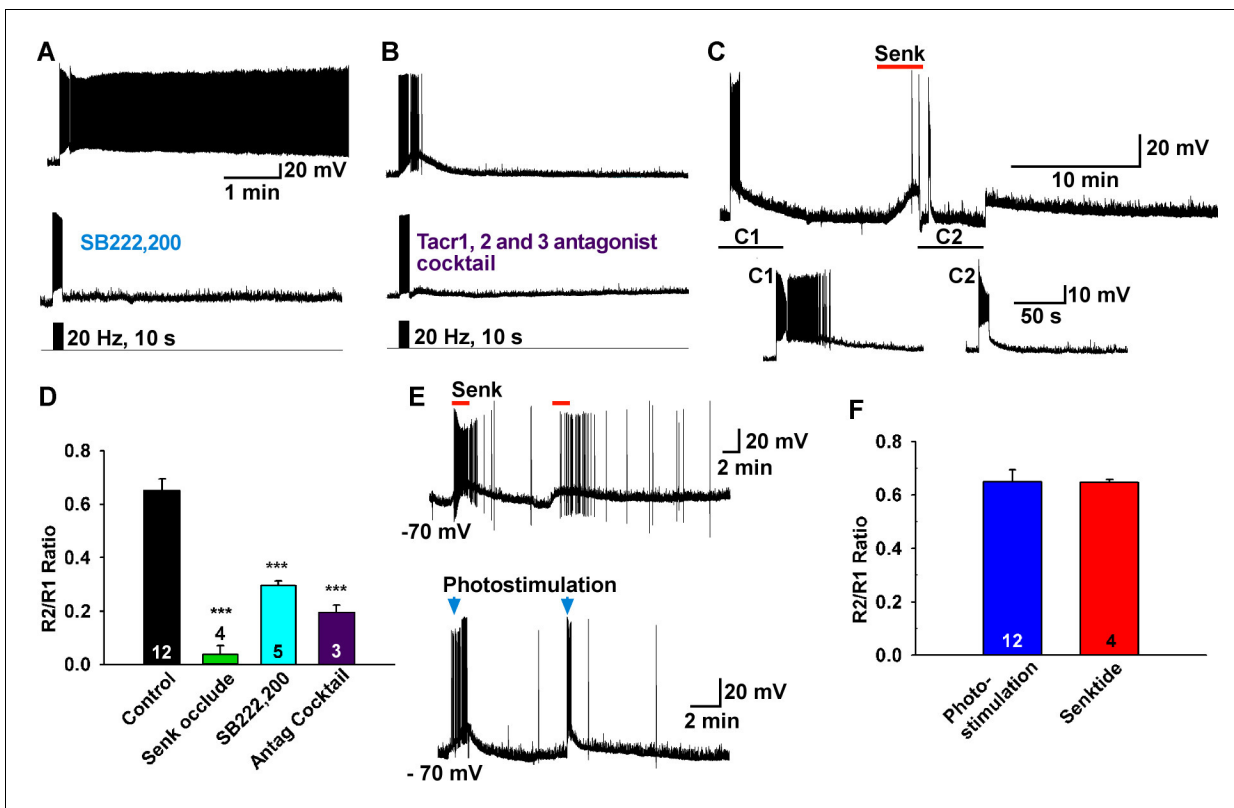 A
20 mV
1 min
SB222,200
20 Hz, 10 s
B
Tacr1, 2 and 3 antagonist
cocktail
20 Hz, 10 s
C
Senk
20 mV
10 min
C1
C2
C1
C2
10 mV
50 s
D
R2/R1 Ratio
0.8
0.6
0.4
0.2
0.0
***
***
***
12
4
5
3
Control
Senk occlude
SB222,200
Antag Cocktail
E
Senk
20 mV
2 min
-70 mV
Photostimulation
20 mV
2 min
- 70 mV
F
R2/R1 Ratio
0.8
0.6
0.4
0.2
0.0
12
4
Photo-
stimulation
Senktide